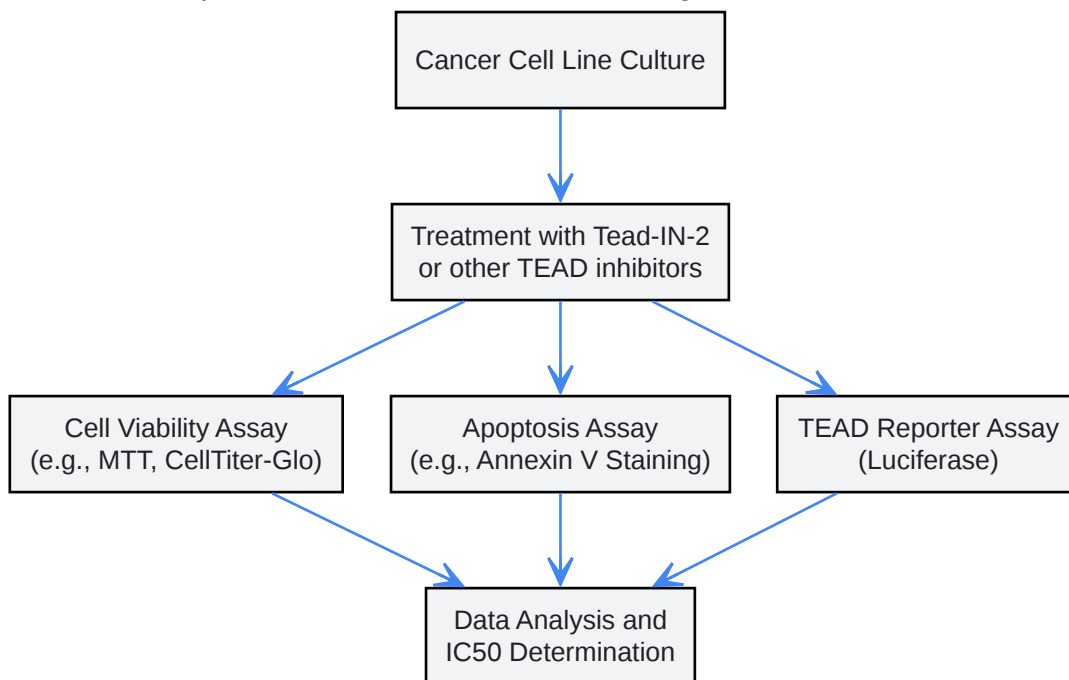 Cancer Cell Line Culture
Treatment with Tead-IN-2
or other TEAD inhibitors
Cell Viability Assay
(e.g., MTT, CellTiter-Glo)
Apoptosis Assay
(e.g., Annexin V Staining)
TEAD Reporter Assay
(Luciferase)
Data Analysis and
IC50 Determination